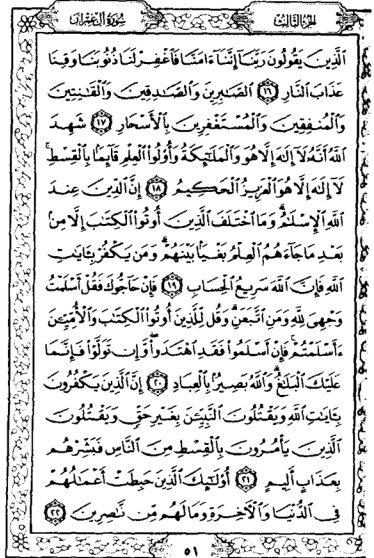 سورة آل عمران
الجزء الثالث
الَّذِينَ يَقُولُونَ رَبَّنَا إِنَّنَا ءَامَنَّا فَاغْفِرْ لَنَا ذُنُوبَنَا وَقِنَا
عَذَابَ النَّارِ ١٦ الصَّابِرِينَ وَالصَّادِقِينَ وَالْقَانِتِينَ
وَالْمُنفِقِينَ وَالْمُسْتَغْفِرِينَ بِالْأَسْحَارِ ١٧ شَهِدَ
اللَّهُ أَنَّهُ لَا إِلَهَ إِلَّا هُوَ وَالْمَلَائِكَةُ وَأُولُوا الْعِلْمِ قَائِمًا بِالْقِسْطِ
لَا إِلَهَ إِلَّا هُوَ الْعَزِيزُ الْحَكِيمُ ١٨ إِنَّ الدِّينَ عِندَ
اللَّهِ الْإِسْلَامُ وَمَا اخْتَلَفَ الَّذِينَ أُوتُوا الْكِتَابَ إِلَّا مِن
بَعْدِ مَا جَاءَهُمُ الْعِلْمُ بَغْيًا بَيْنَهُمْ وَمَن يَكْفُرْ بِآيَاتِ
اللَّهِ فَإِنَّ اللَّهَ سَرِيعُ الْحِسَابِ ١٩ فَإِنْ حَاجُّوكَ فَقُلْ أَسْلَمْتُ
وَجْهِيَ لِلَّهِ وَمَنِ اتَّبَعَنِ وَقُل لِّلَّذِينَ أُوتُوا الْكِتَابَ وَالْأُمِّيِّينَ
ءَأَسْلَمْتُمْ فَإِنْ أَسْلَمُوا فَقَدِ اهْتَدَوا وَّإِن تَوَلَّوْا فَإِنَّمَا
عَلَيْكَ الْبَلَاغُ وَاللَّهُ بَصِيرٌ بِالْعِبَادِ ٢٠ إِنَّ الَّذِينَ يَكْفُرُونَ
بِآيَاتِ اللَّهِ وَيَقْتُلُونَ النَّبِيِّينَ بِغَيْرِ حَقٍّ وَيَقْتُلُونَ
الَّذِينَ يَأْمُرُونَ بِالْقِسْطِ مِنَ النَّاسِ فَبَشِّرْهُم
بِعَذَابٍ أَلِيمٍ ٢١ أُولَئِكَ الَّذِينَ حَبِطَتْ أَعْمَالُهُمْ
فِي الدُّنْيَا وَالْآخِرَةِ وَمَا لَهُم مِّن نَّاصِرِينَ ٢٢
٥١